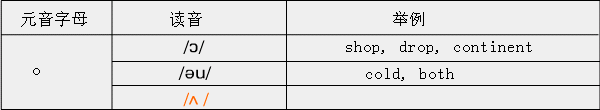 元音字母 读音 举例
/ɔ/ shop, drop, continent
o /əu/ cold, both
/ʌ /